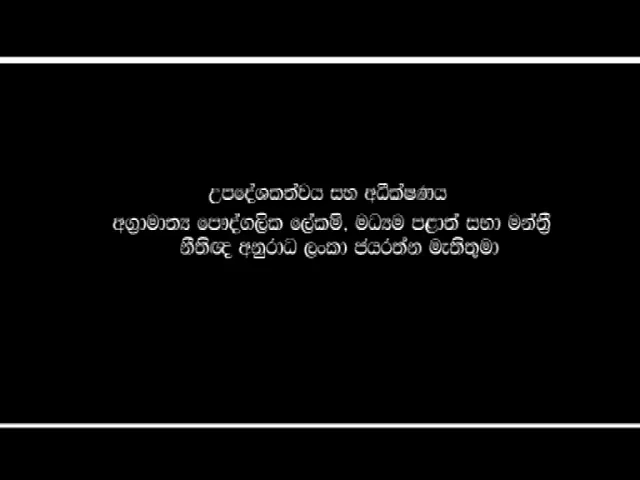 උපදේශකත්වය සහ අධීක්ෂණය
අග්‍රාමාත්‍ය පෞද්ගලික ලේකම්, මධ්‍යම පළාත් සභා මන්ත්‍රී
නීතිඥ අනුරාධ ලංකා ජයරත්න මැතිතුමා